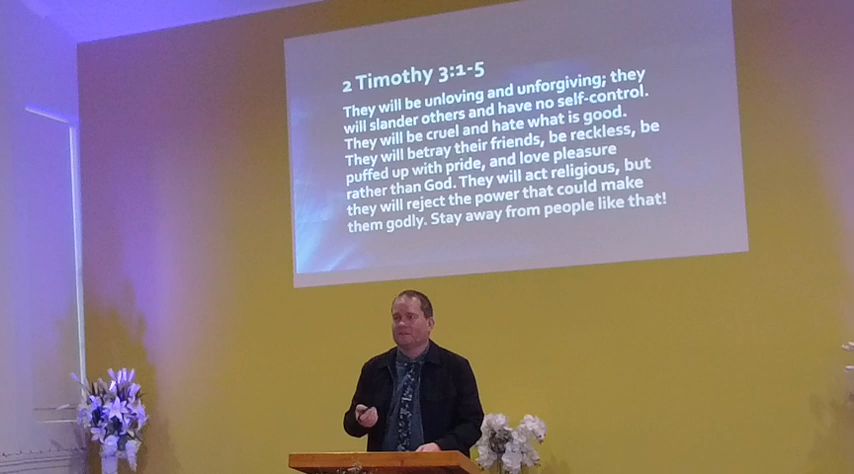 2 Timothy 3:1-5
They will be unloving and unforgiving; they
will slander others and have no self-control.
They will be cruel and hate what is good.
They will betray their friends, be reckless, be
puffed up with pride, and love pleasure
rather than God. They will act religious, but
they will reject the power that could make
them godly. Stay away from people like that!